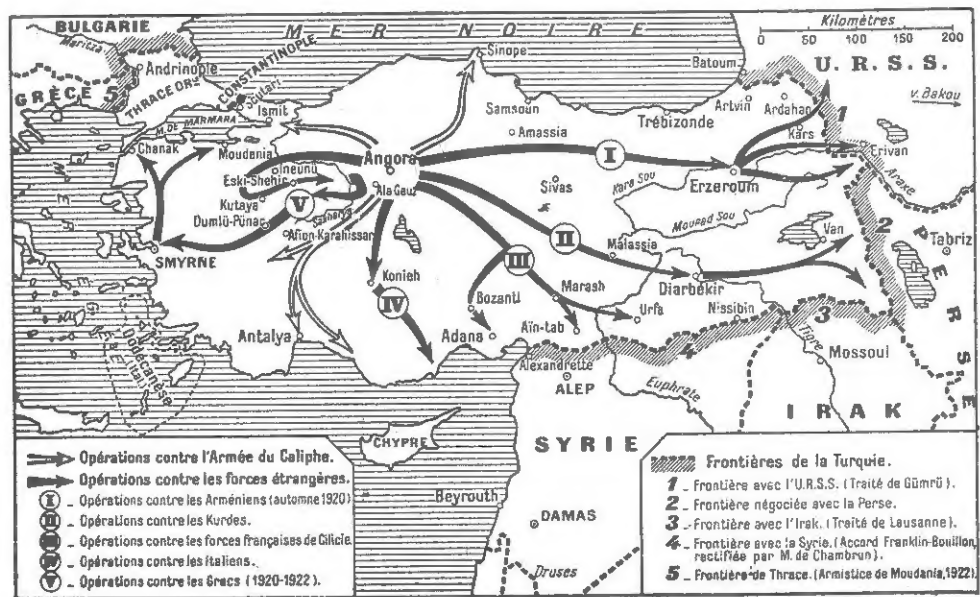 BULGARIE
Maritza
Andrinople
GRÈCE
5
THRACE ORle
CONSTANTINOPLE
Scutari
Ismit
MER NOIRE
Sinope
Kilomètres
0 50 100 150 200
Batoum
U.R.S.S.
v. Bakou
Artvin
Ardahan
1
Kars
Erivan
Samsoun
Trébizonde
Amassia
M. DE MARMARA
Chanak
Moudenia
Angora
I
Erzeroum
Araxe
Ineunu
Eski-Shehir
Ala Geuz
Sivas
Kara Sou
Kutaya
V
Sakharya
Mourad Sou
Dumlü-Pünar
Afion-Karahissar
II
Van
2
Tabriz
SMYRNE
Malassia
III
Diarbékir
PERSE
Konieh
Marash
IV
Bozanti
Urfa
Nissibin
3
Antalya
Adana
Aïn-tab
4
Tigre
Mossoul
Dodécanèse
(Ital.)
Alexandrette
ALEP
Euphrate
IRAK
CHYPRE
SYRIE
Beyrouth
DAMAS
Druses
Opérations contre l'Armée du Caliphe.
Opérations contre les forces étrangères.
I _ Opérations contre les Arméniens (automne 1920)
II _ Opérations contre les Kurdes.
III _ Opérations contre les forces françaises de Cilicie.
IV _ Opérations contre les Italiens.
V _ Opérations contre les Grecs (1920-1922).
Frontières de la Turquie.
1 _ Frontière avec l'U.R.S.S. (Traité de Gümrü).
2 _ Frontière négociée avec la Perse.
3 _ Frontière avec l'Irak. (Traité de Lausanne).
4 _ Frontière avec la Syrie. (Accord Franklin-Bouillon,
rectifiée par M. de Chambrun).
5 _ Frontière de Thrace. (Armistice de Moudania, 1922).